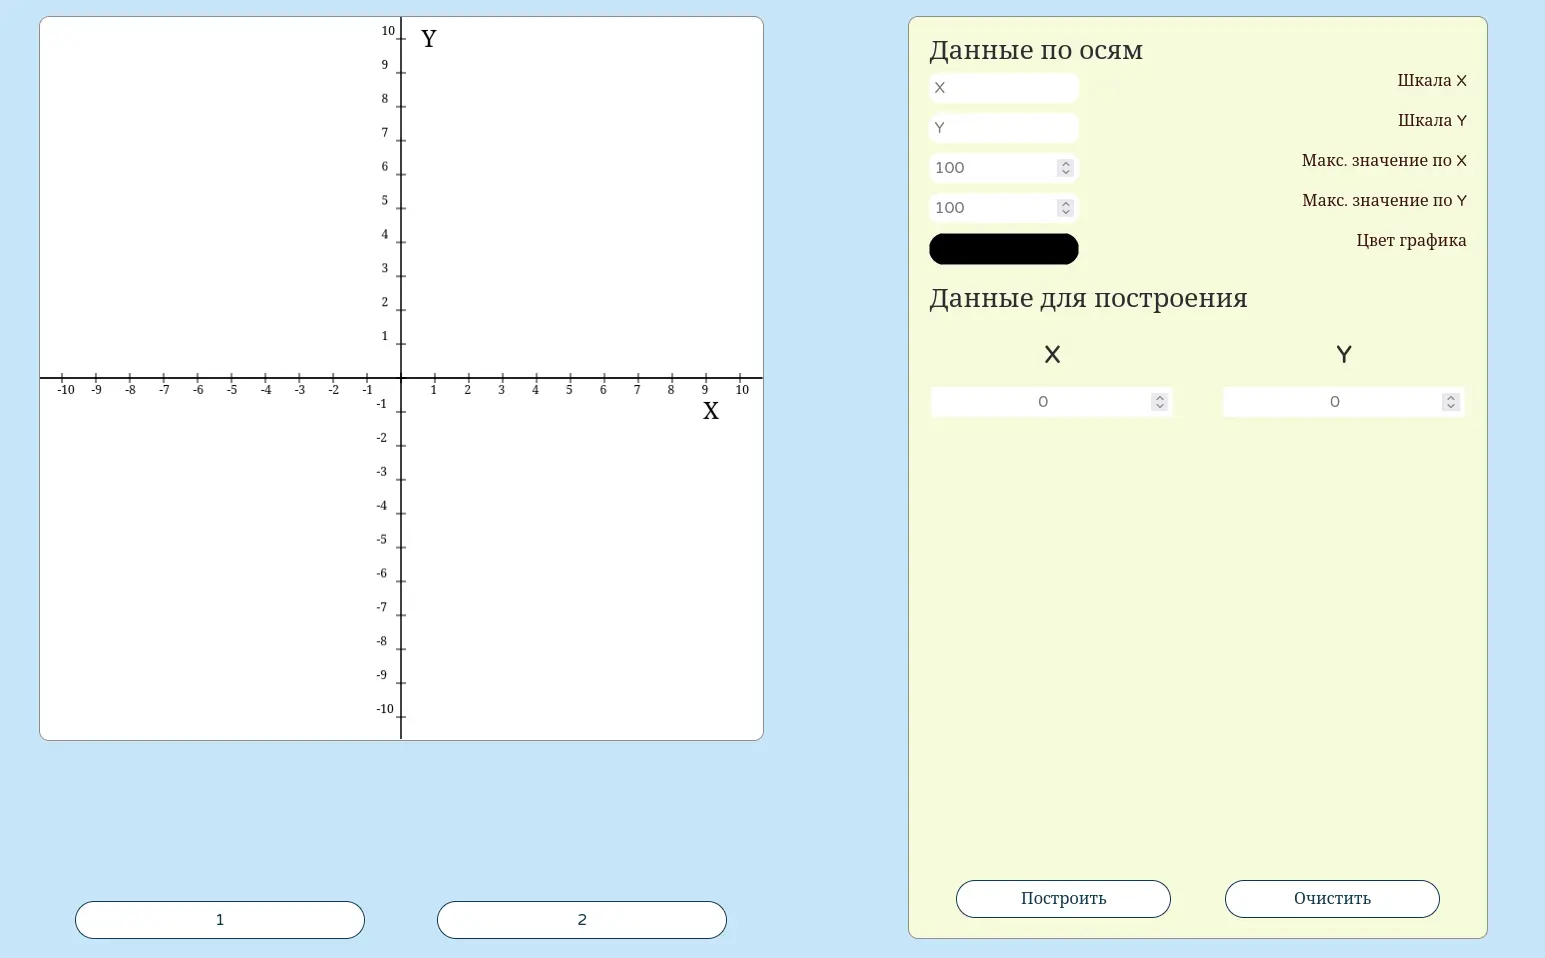 10
Y
9
8
7
6
5
4
3
2
1
-10 -9 -8 -7 -6 -5 -4 -3 -2 -1 1 2 3 4 5 6 7 8 9 10
-1
X
-2
-3
-4
-5
-6
-7
-8
-9
-10
1 2
Данные по осям
X Шкала X
Y Шкала Y
100 Макс. значение по X
100 Макс. значение по Y
Цвет графика
Данные для построения
X Y
0 0
Построить Очистить